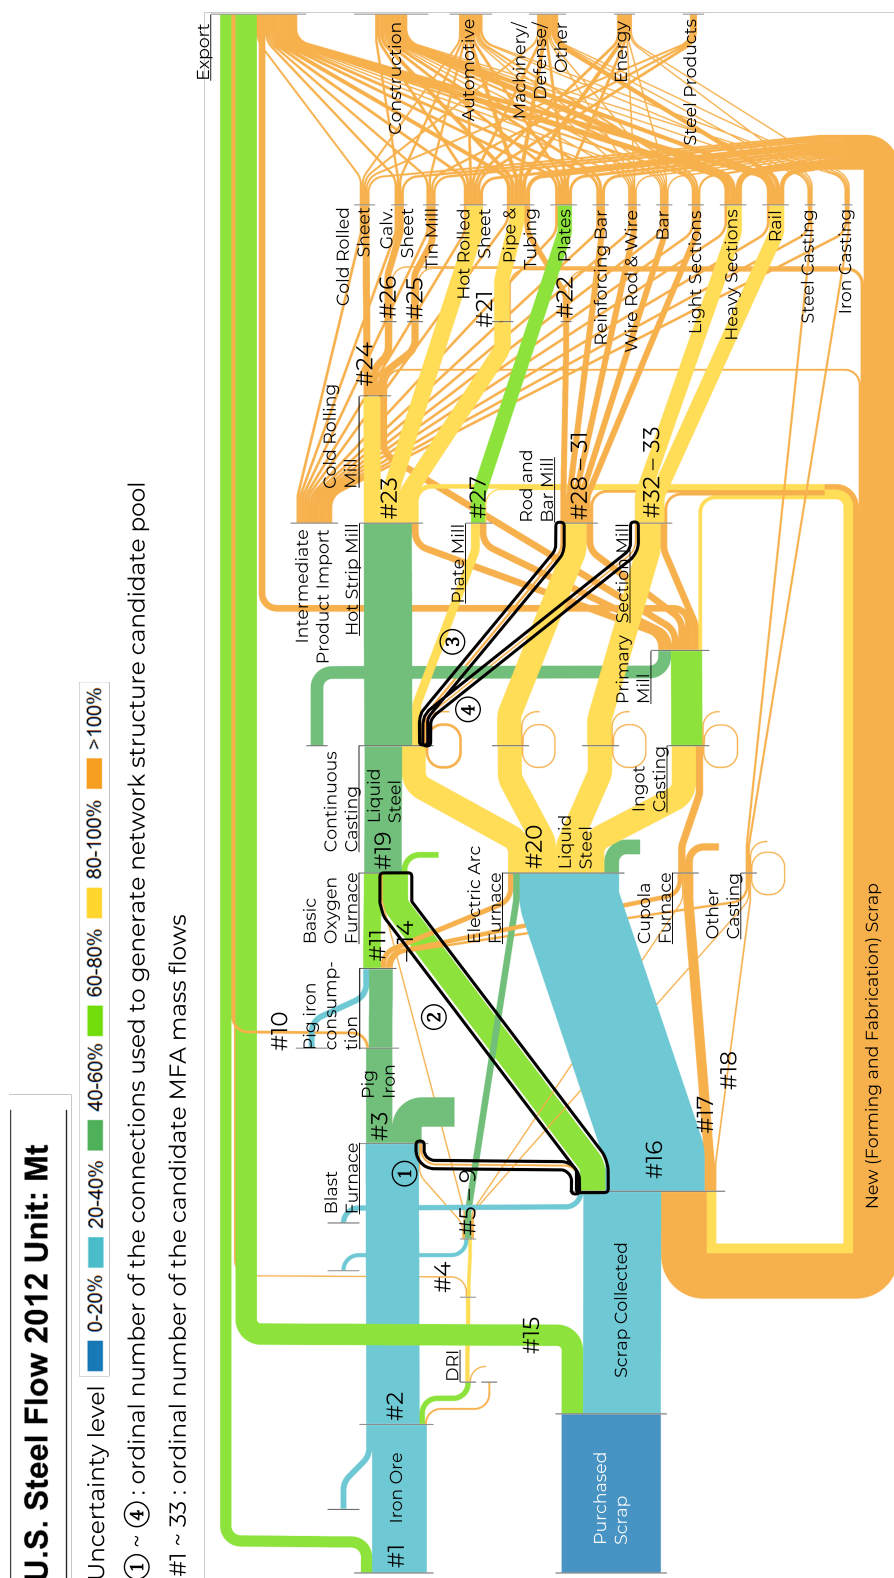 U.S. Steel Flow 2012 Unit: Mt
Uncertainty level 0-20% 20-40% 40-60% 60-80% 80-100% >100%
① ~ ④ : ordinal number of the connections used to generate network structure candidate pool
#1 ~ 33 : ordinal number of the candidate MFA mass flows
Export
#10
Intermediate
Product Import
Blast
Furnace
Pig iron
consump-
tion
Basic
Oxygen
Furnace
Continuous
Casting
Hot Strip Mill
Cold Rolling
Mill
Cold Rolled
Sheet
Construction
#1
Iron Ore
#2
#3
Pig
Iron
#11
–14
#19
Liquid
Steel
#23
#24
#26
Galv.
Sheet
#25
Tin Mill
①
②
③
④
DRI
#4
#5 – 9
Electric Arc
Furnace
Plate Mill
#27
#21
Hot Rolled
Sheet
Pipe &
Tubing
Automotive
#15
#20
Liquid
Steel
Rod and
Bar Mill
#28 – 31
#22
Plates
Machinery/
Defense/
Other
Purchased
Scrap
Scrap Collected
#16
Cupola
Furnace
Ingot
Casting
Primary
Mill
Section Mill
#32 – 33
Reinforcing Bar
Wire Rod & Wire
Bar
Energy
Light Sections
Steel Products
#17
#18
Other
Casting
Heavy Sections
Rail
Steel Casting
Iron Casting
New (Forming and Fabrication) Scrap